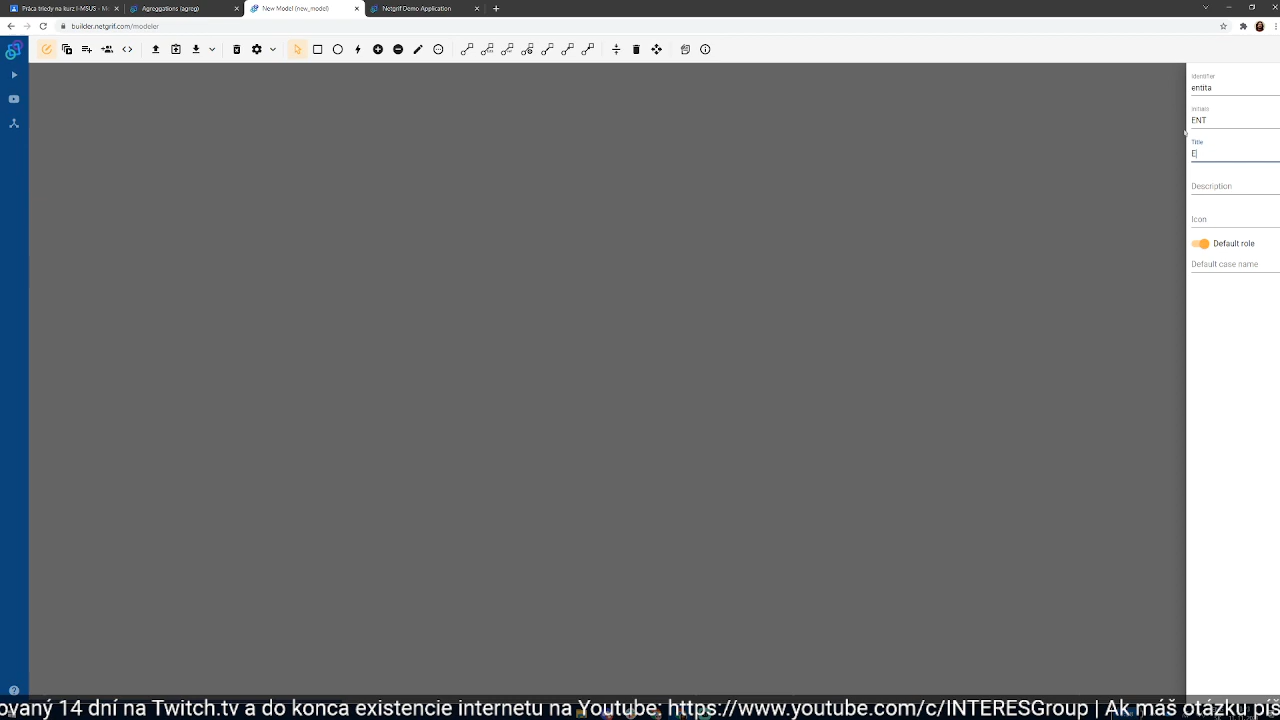 Práca triedy na kurz I-MSUS - Mo
Agregations (agreg)
New Model (new_model)
Netgrif Demo Application
builder.netgrif.com/modeler
Identifier
entita
Initials
ENT
Title
E
Description
Icon
Default role
Default case name
ovaný 14 dní na Twitch.tv a do konca existencie internetu na Youtube: https://www.youtube.com/c/INTERESGroup | Ak máš otázku píš